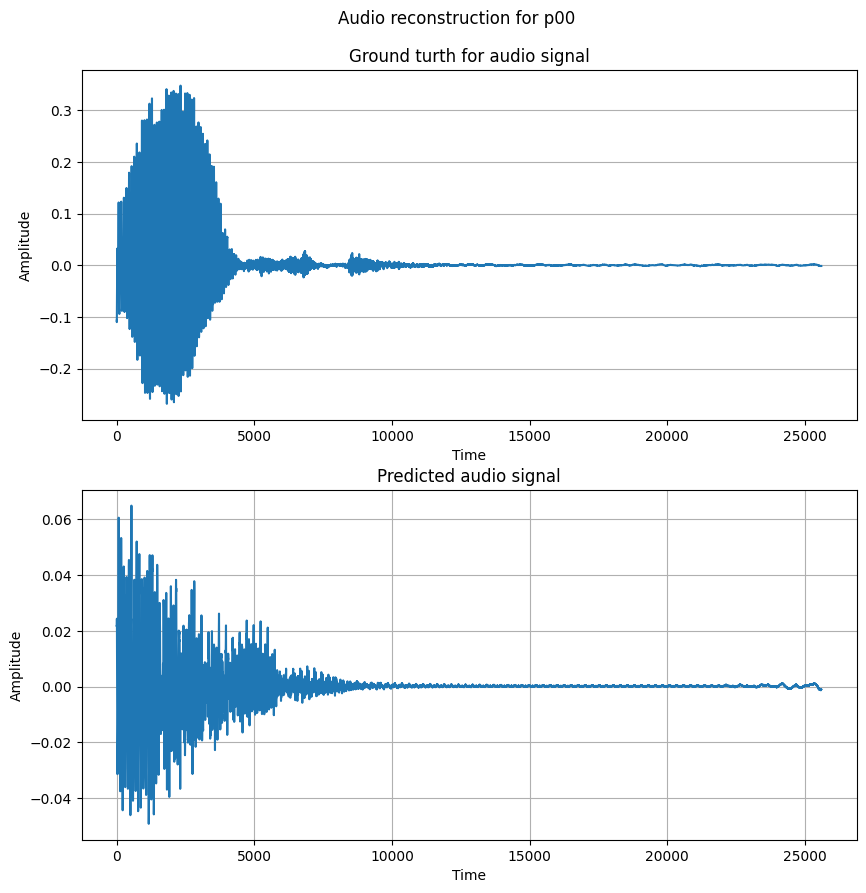 Audio reconstruction for p00
Ground turth for audio signal
0.3
0.2
0.1
0.0
−0.1
−0.2
Amplitude
0 5000 10000 15000 20000 25000
Time
Predicted audio signal
0.06
0.04
0.02
0.00
−0.02
−0.04
Amplitude
0 5000 10000 15000 20000 25000
Time